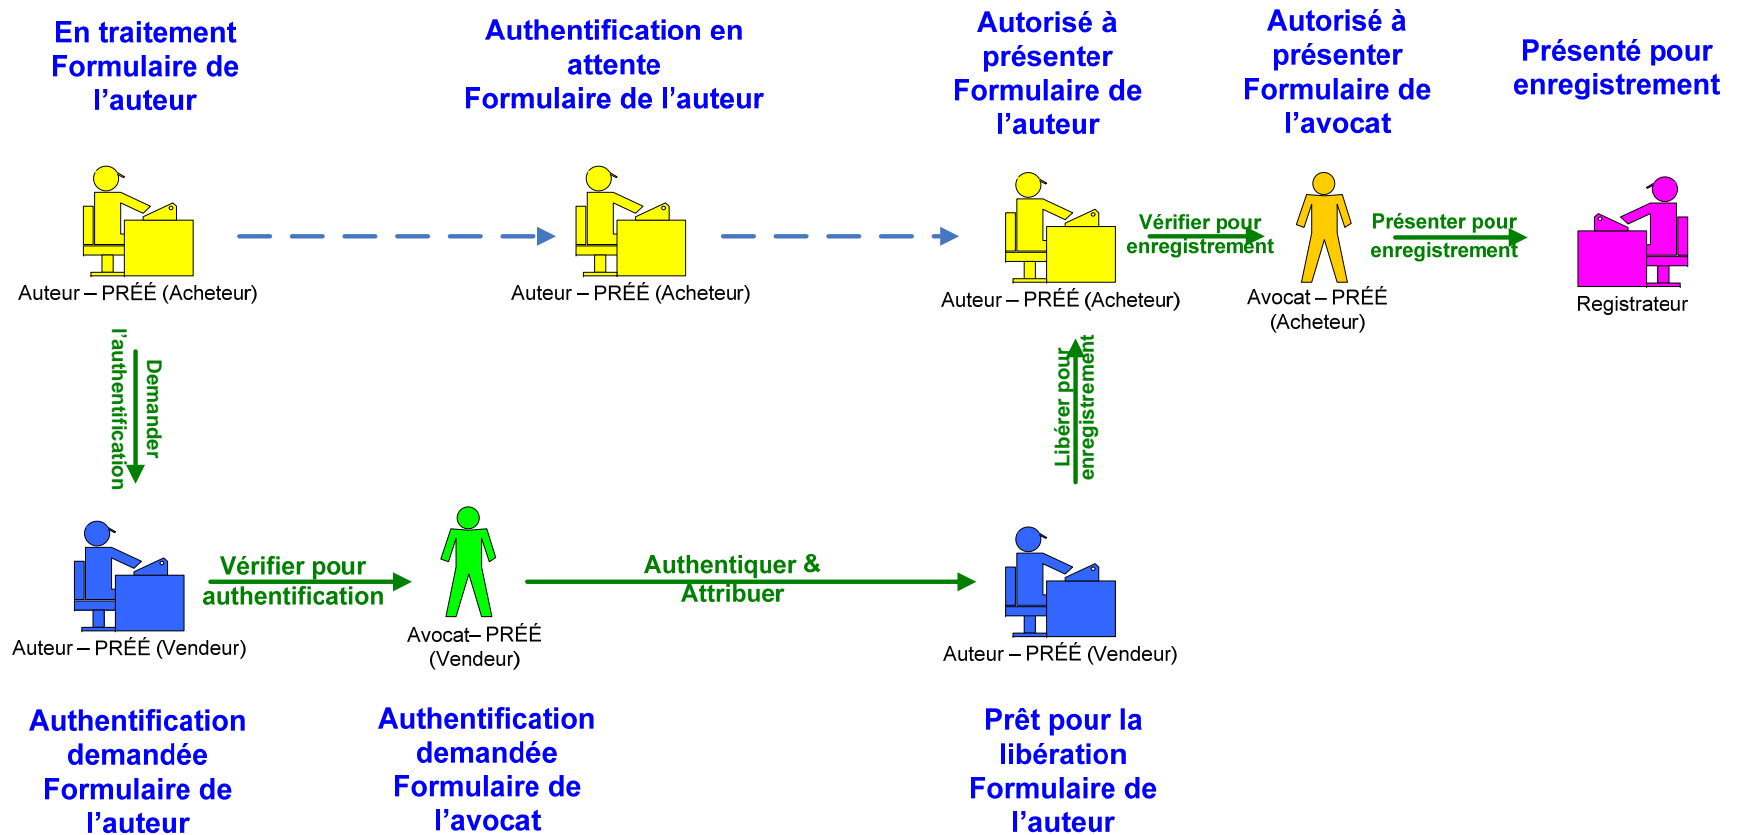 En traitement
Formulaire de
l’auteur
Authentification en
attente
Formulaire de l’auteur
Autorisé à
présenter
Formulaire de
l’auteur
Autorisé à
présenter
Formulaire de
l’avocat
Présenté pour
enregistrement
Auteur – PRÉÉ (Acheteur)
Auteur – PRÉÉ (Acheteur)
Auteur – PRÉÉ (Acheteur)
Vérifier pour
enregistrement
Avocat – PRÉÉ
(Acheteur)
Présenter pour
enregistrement
Registrateur
Demander
l’authentification
Libérer pour
enregistrement
Auteur – PRÉÉ (Vendeur)
Vérifier pour
authentification
Avocat– PRÉÉ
(Vendeur)
Authentiquer &
Attribuer
Auteur – PRÉÉ (Vendeur)
Authentification
demandée
Formulaire de
l’auteur
Authentification
demandée
Formulaire de
l’avocat
Prêt pour la
libération
Formulaire de
l’auteur